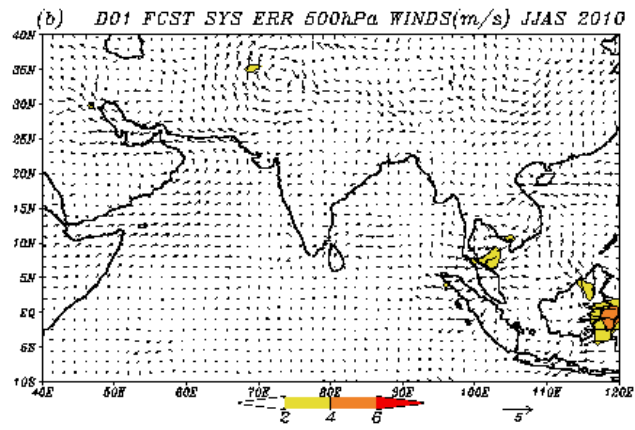 (b) D01 FCST SYS ERR 500hPa WINDS(m/s) JJAS 2010
40N
35N
30N
25N
20N
15N
10N
5N
EQ
5S
10S
40E 50E 60E 70E 80E 90E 100E 110E 120E
2 4 6
5